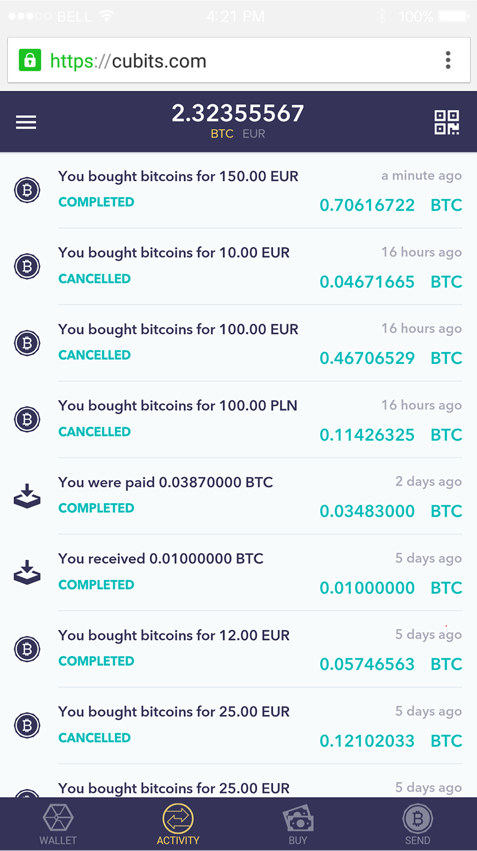 BELL 4:21 PM 100%
https://cubits.com
2.32355567
BTC EUR
You bought bitcoins for 150.00 EUR a minute ago
COMPLETED 0.70616722 BTC
You bought bitcoins for 10.00 EUR 16 hours ago
CANCELLED 0.04671665 BTC
You bought bitcoins for 100.00 EUR 16 hours ago
CANCELLED 0.46706529 BTC
You bought bitcoins for 100.00 PLN 16 hours ago
CANCELLED 0.11426325 BTC
You were paid 0.03870000 BTC 2 days ago
COMPLETED 0.03483000 BTC
You received 0.01000000 BTC 5 days ago
COMPLETED 0.01000000 BTC
You bought bitcoins for 12.00 EUR 5 days ago
COMPLETED 0.05746563 BTC
You bought bitcoins for 25.00 EUR 5 days ago
CANCELLED 0.12102033 BTC
You bought bitcoins for 25.00 EUR 5 days ago
WALLET ACTIVITY BUY SEND